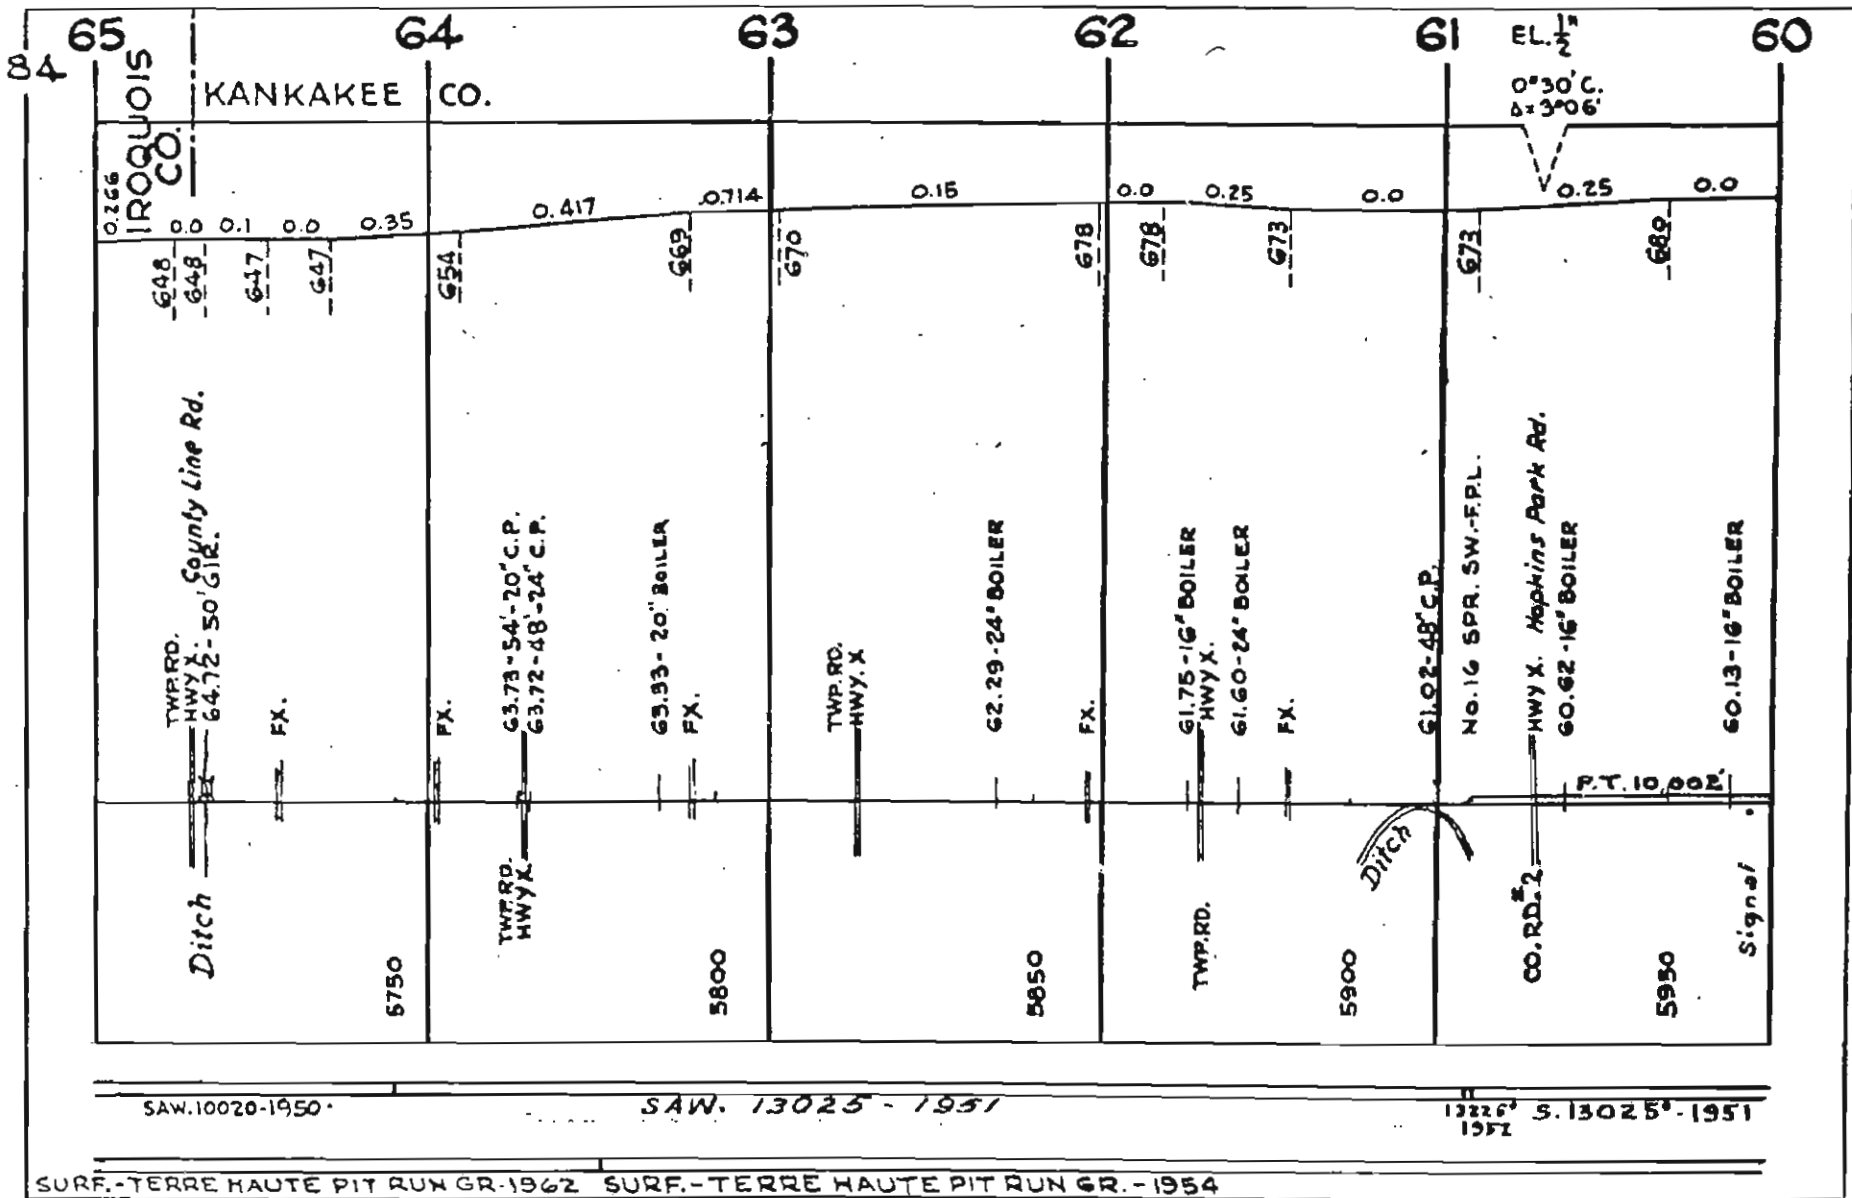 84
65 64 63 62 61 60
EL. ½"
0°30'C.
Δ=3°06'
IROQUOIS
CO.
KANKAKEE CO.
0.266 0.0 0.1 0.0 0.35 0.417 0.714 0.15 0.0 0.25 0.0 0.25 0.0
648 648 647 647 654 669 670 678 678 673 673 680
TWP.RD.
HWY X. County Line Rd.
64.72-50' GIR.
FX.
FX.
63.73-54'-20" C.P.
63.72-48'-24" C.P.
63.33-20" BOILER
FX.
TWP.RD.
HWY. X
62.29-24" BOILER
FX.
61.75-16" BOILER
HWY X.
61.60-24" BOILER
FX.
61.02-48" C.P.
No.16 SPR. SW.-F.P.L.
HWY X. Hopkins Park Rd.
60.62-16" BOILER
60.13-16" BOILER
P.T. 10,002'
Ditch
TWP.RD.
HWY X.
TWP.RD.
Ditch
CO. RD. #2
Signal
5750 5800 5850 5900 5950
SAW.10020-1950
SAW. 13025-1951
13226'
1952
S.13025'-1951
SURF.-TERRE HAUTE PIT RUN GR-1962 SURF.-TERRE HAUTE PIT RUN GR.-1954